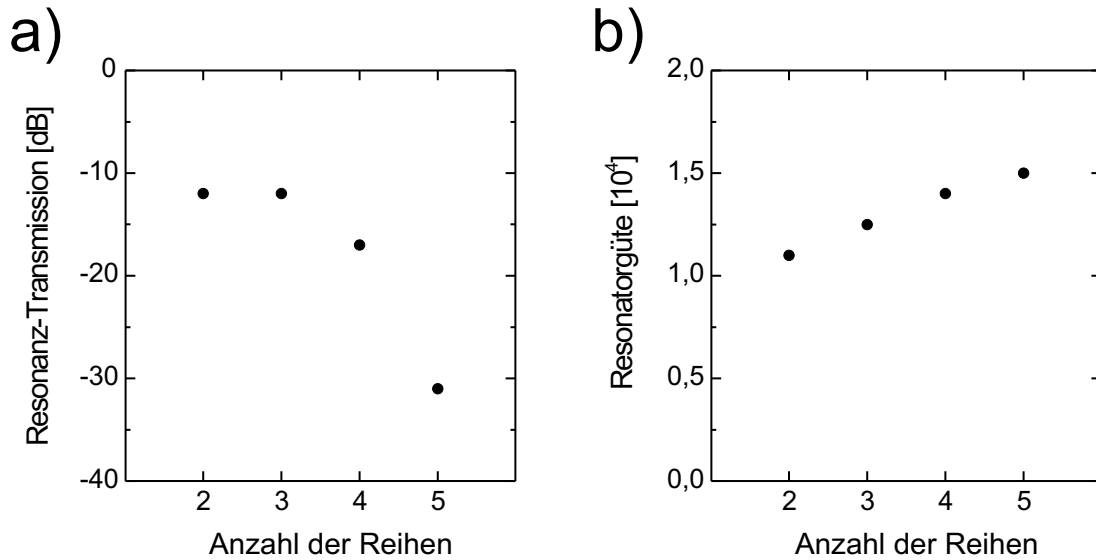 a)
Resonanz-Transmission [dB]
0
-10
-20
-30
-40
2 3 4 5
Anzahl der Reihen
b)
Resonatorgüte [10⁴]
2,0
1,5
1,0
0,5
0,0
2 3 4 5
Anzahl der Reihen